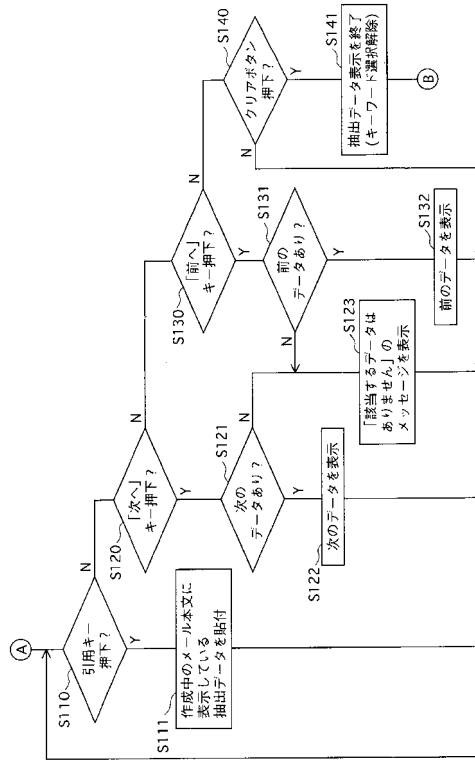 A
S110
引用キー
押下?
N
Y
S111
作成中のメール本文に
表示している
抽出データを貼付
S120
「次へ」
キー押下?
N
Y
S121
次の
データあり?
N
Y
S122
次のデータを表示
S123
「該当するデータは
ありません」の
メッセージを表示
S130
「前へ」
キー押下?
N
Y
S131
前の
データあり?
N
Y
S132
前のデータを表示
S140
クリアボタン
押下?
N
Y
S141
抽出データ表示を終了
(キーワード選択解除)
B